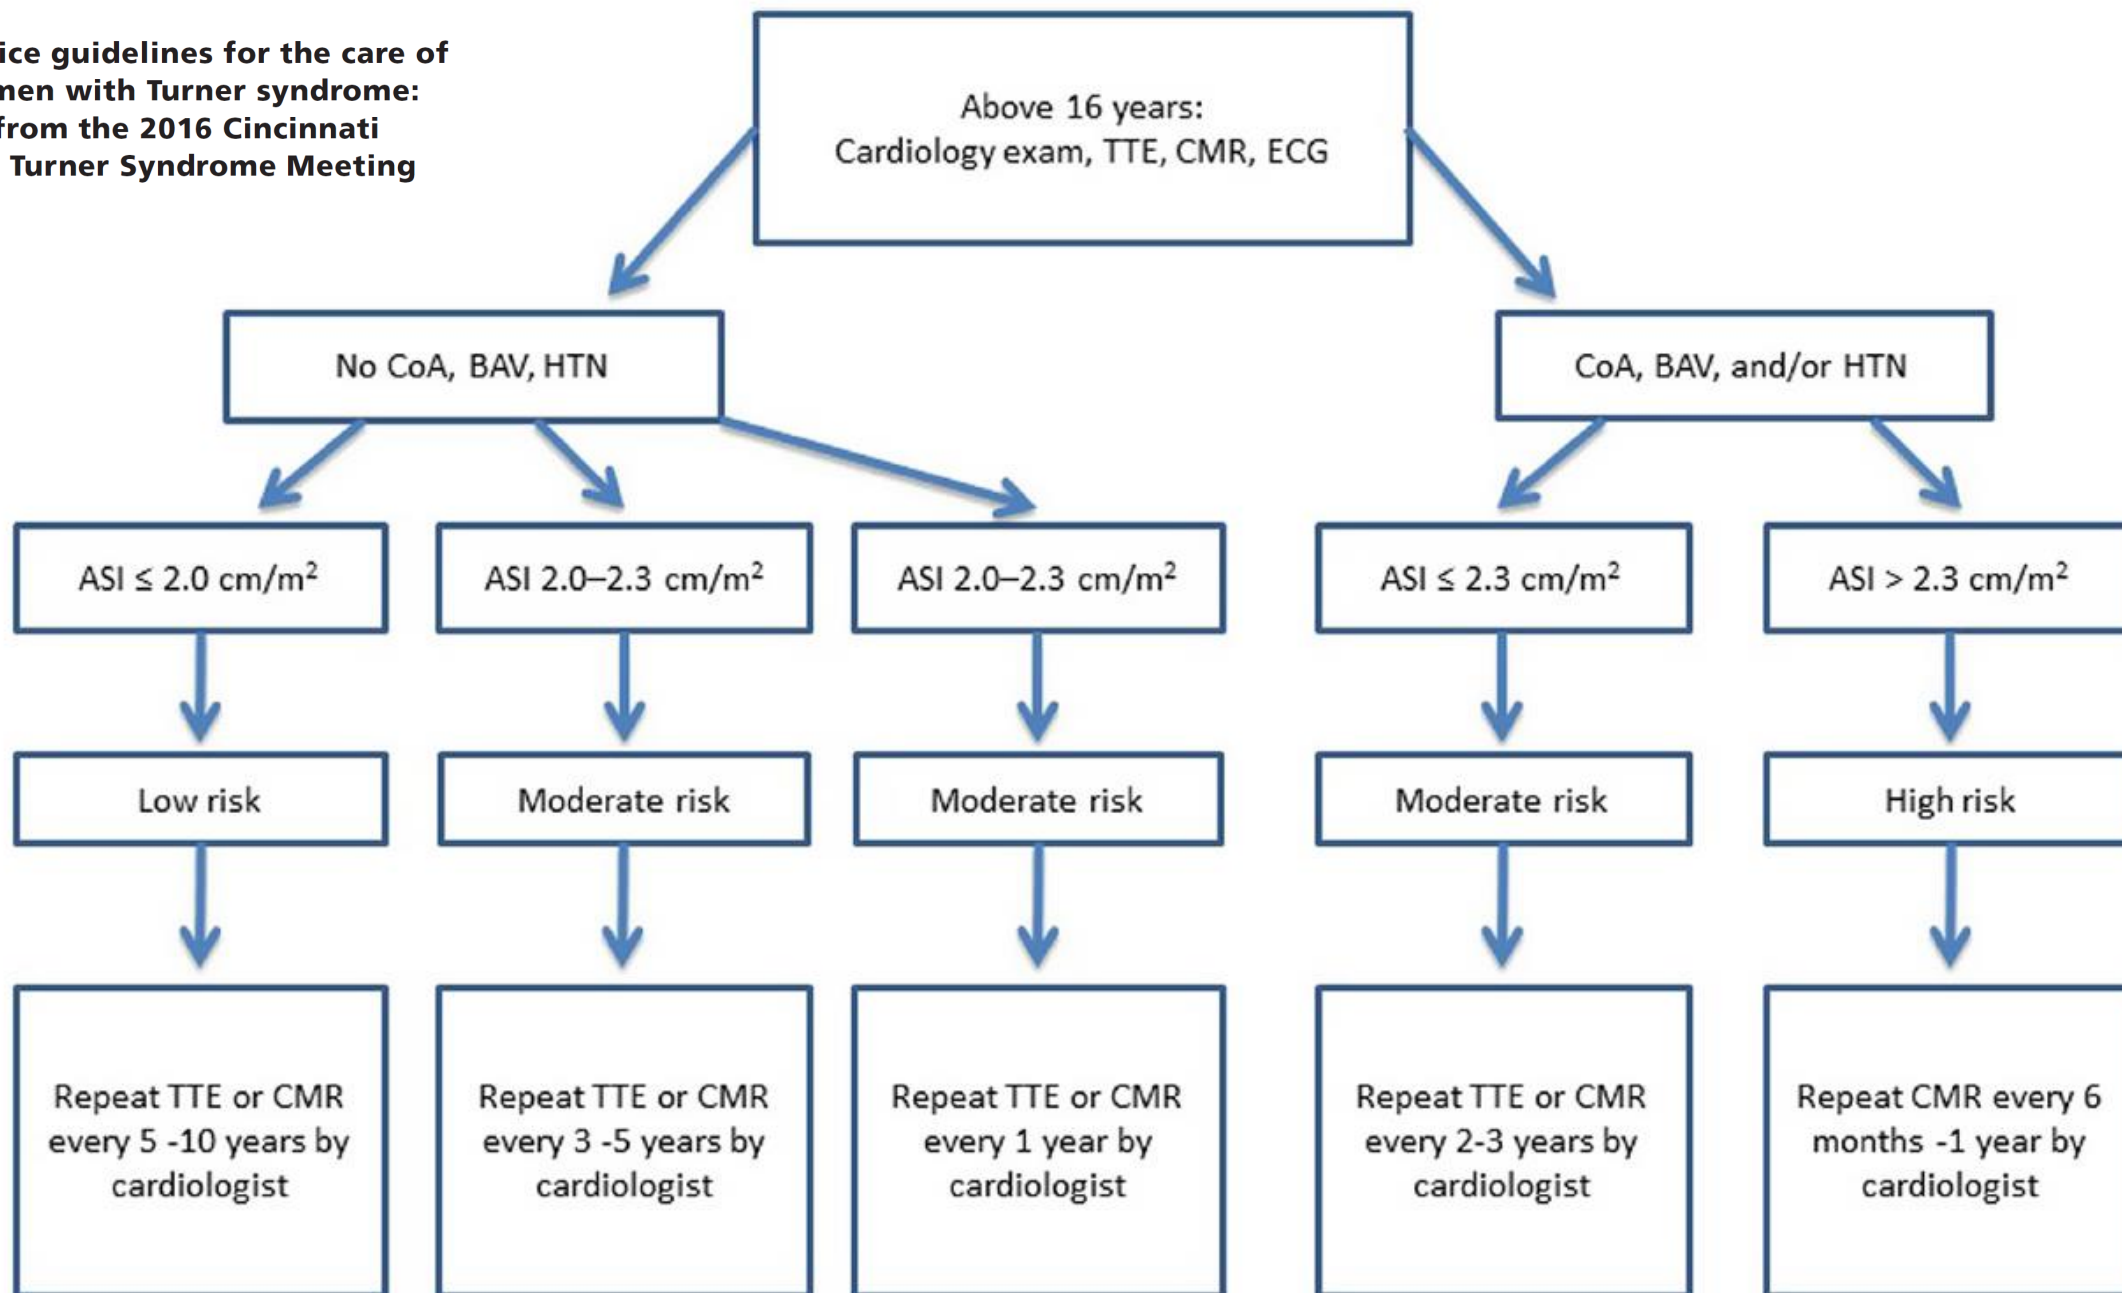 ice guidelines for the care of
men with Turner syndrome:
from the 2016 Cincinnati
Turner Syndrome Meeting
Above 16 years:
Cardiology exam, TTE, CMR, ECG
No CoA, BAV, HTN
CoA, BAV, and/or HTN
ASI ≤ 2.0 cm/m²
ASI 2.0–2.3 cm/m²
ASI 2.0–2.3 cm/m²
ASI ≤ 2.3 cm/m²
ASI > 2.3 cm/m²
Low risk
Moderate risk
Moderate risk
Moderate risk
High risk
Repeat TTE or CMR
every 5 -10 years by
cardiologist
Repeat TTE or CMR
every 3 -5 years by
cardiologist
Repeat TTE or CMR
every 1 year by
cardiologist
Repeat TTE or CMR
every 2-3 years by
cardiologist
Repeat CMR every 6
months -1 year by
cardiologist